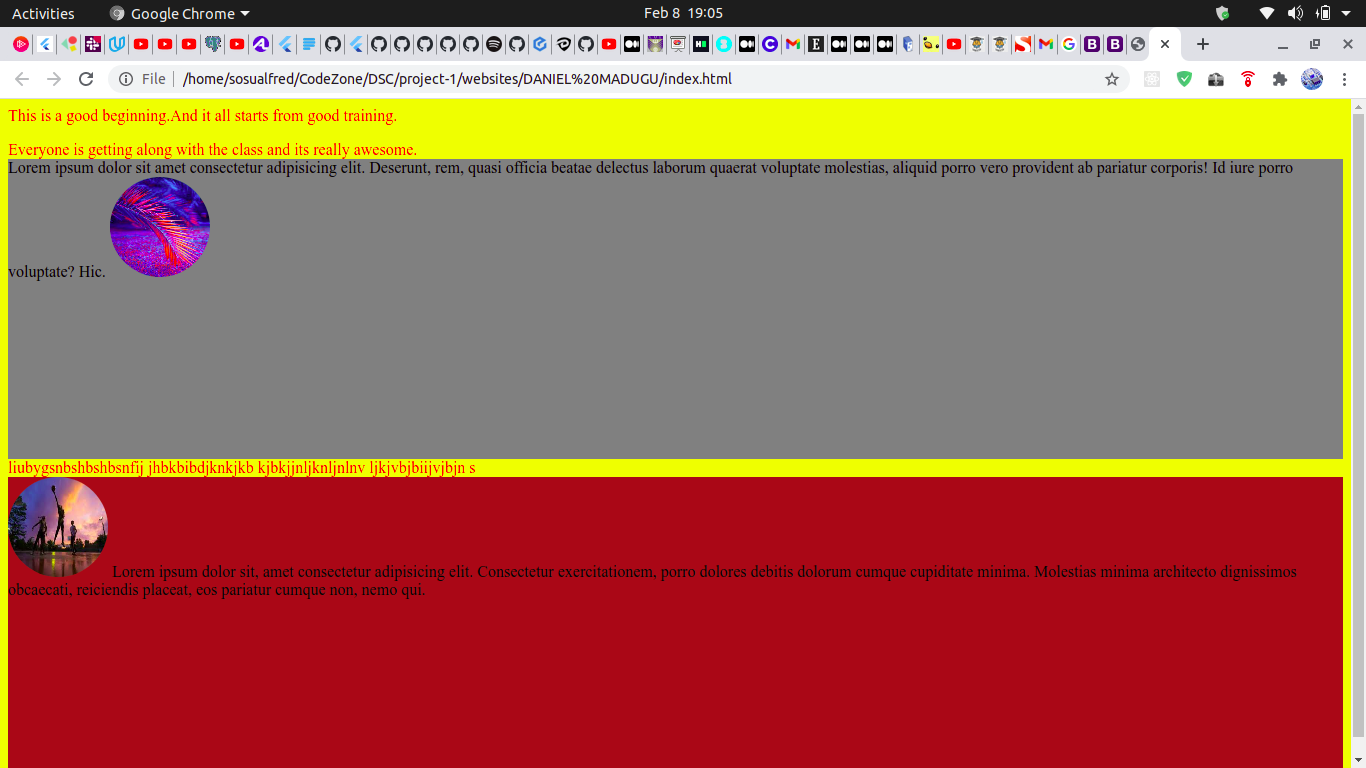 Activities
Google Chrome
Feb 8 19:05
File
/home/sosualfred/CodeZone/DSC/project-1/websites/DANIEL%20MADUGU/index.html
This is a good beginning.And it all starts from good training.
Everyone is getting along with the class and its really awesome.
Lorem ipsum dolor sit amet consectetur adipisicing elit. Deserunt, rem, quasi officia beatae delectus laborum quaerat voluptate molestias, aliquid porro vero provident ab pariatur corporis! Id iure porro
voluptate? Hic.
liubygsnbshbshbsnfij jhbkbibdjknkjkb kjbkjjnljknljnlnv ljkjvbjbiijvjbjn s
Lorem ipsum dolor sit, amet consectetur adipisicing elit. Consectetur exercitationem, porro dolores debitis dolorum cumque cupiditate minima. Molestias minima architecto dignissimos
obcaecati, reiciendis placeat, eos pariatur cumque non, nemo qui.